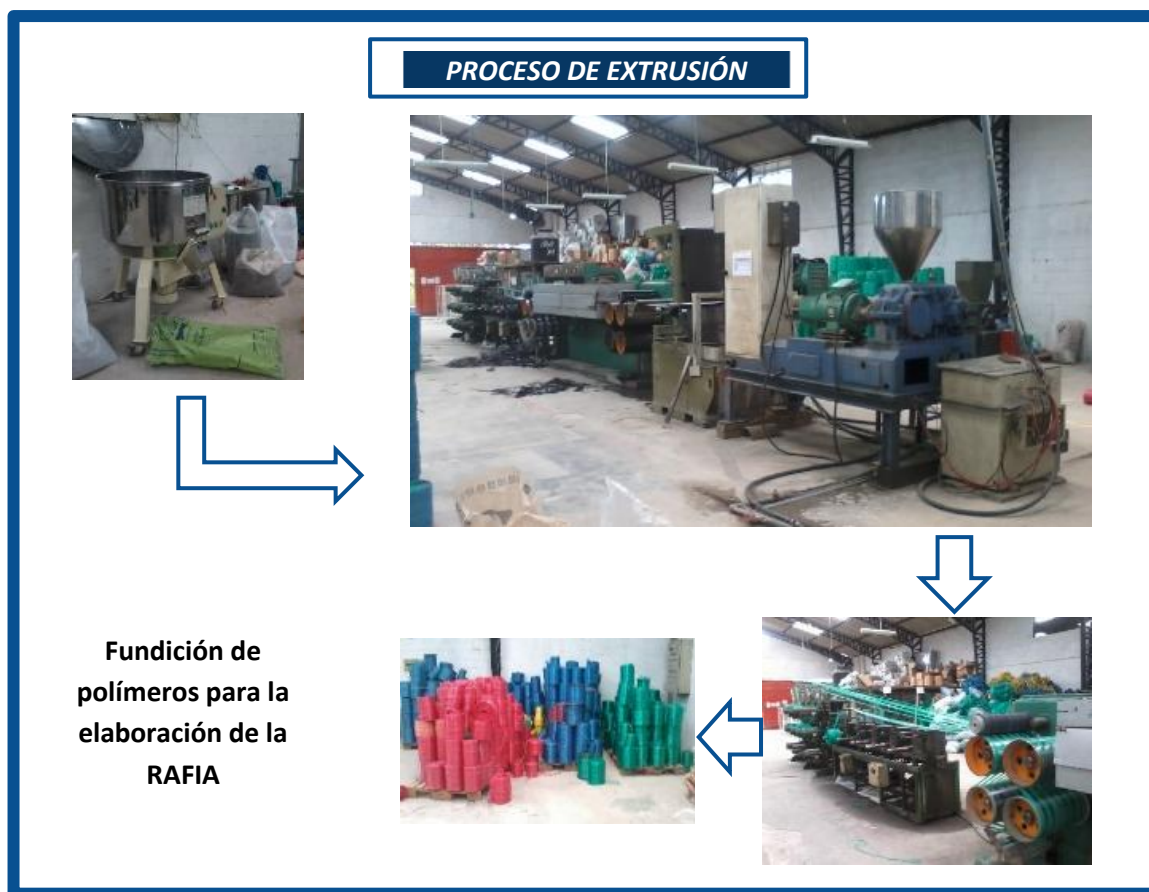 PROCESO DE EXTRUSIÓN
Fundición de
polímeros para la
elaboración de la
RAFIA